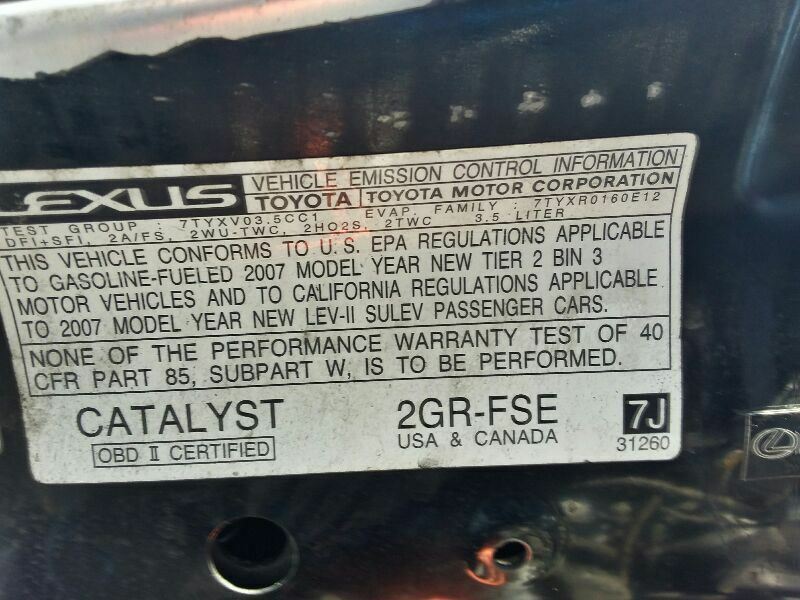 LEXUS
VEHICLE EMISSION CONTROL INFORMATION
TOYOTA TOYOTA MOTOR CORPORATION
TEST GROUP : 7TYXV03.5CC1 EVAP. FAMILY : 7TYXR0160E12
DFI+SFI, 2A/FS, 2WU-TWC, 2HO2S, 2TWC 3.5 LITER
THIS VEHICLE CONFORMS TO U.S. EPA REGULATIONS APPLICABLE
TO GASOLINE-FUELED 2007 MODEL YEAR NEW TIER 2 BIN 3
MOTOR VEHICLES AND TO CALIFORNIA REGULATIONS APPLICABLE
TO 2007 MODEL YEAR NEW LEV-II SULEV PASSENGER CARS.
NONE OF THE PERFORMANCE WARRANTY TEST OF 40
CFR PART 85, SUBPART W, IS TO BE PERFORMED.
CATALYST 2GR-FSE 7J
OBD II CERTIFIED USA & CANADA 31260